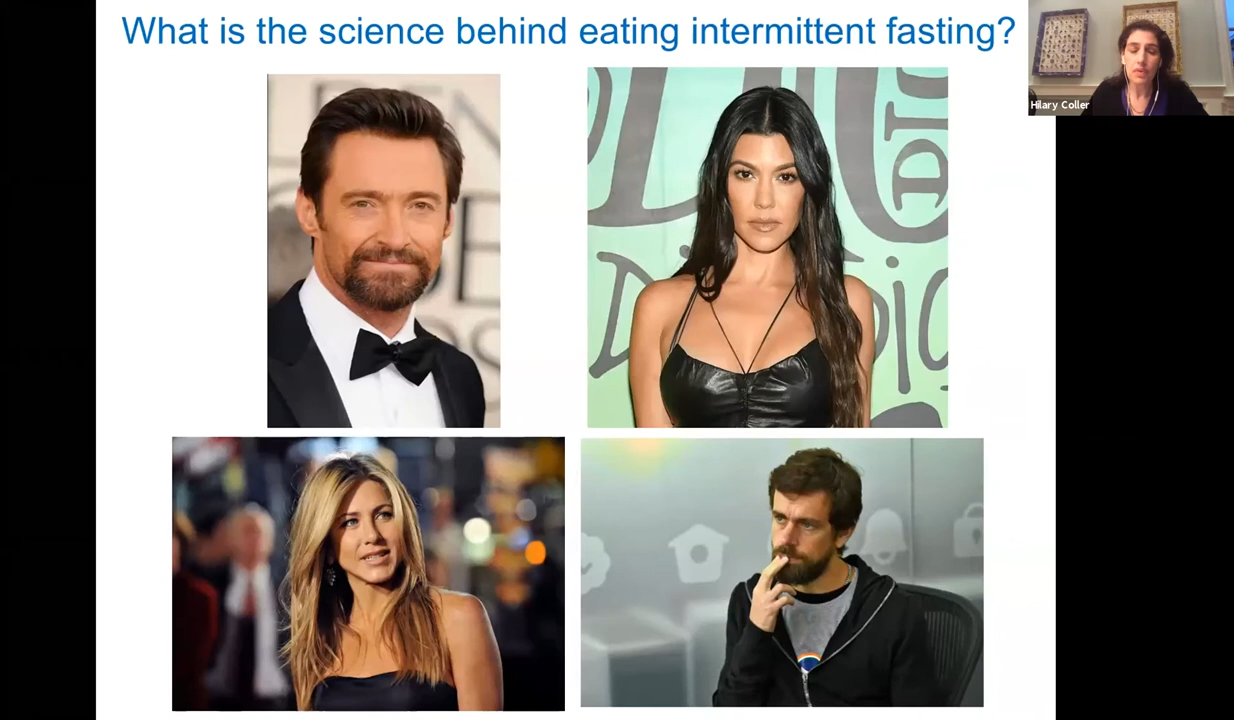 What is the science behind eating intermittent fasting?
Hilary Coller